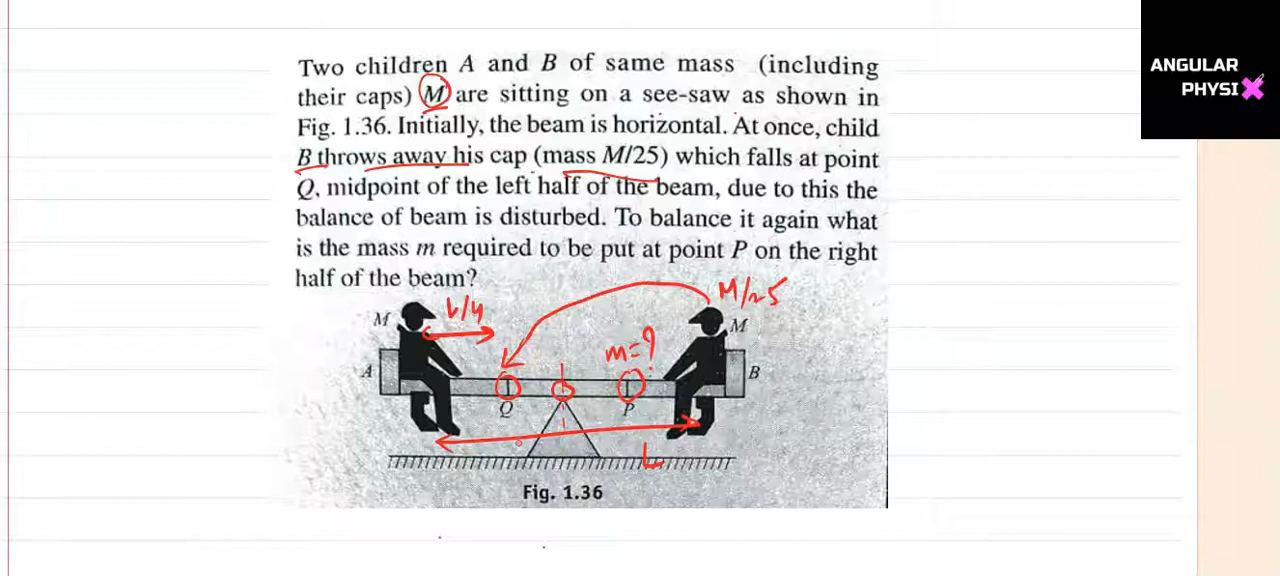 ANGULAR
PHYSI
Two children A and B of same mass (including
their caps) M are sitting on a see-saw as shown in
Fig. 1.36. Initially, the beam is horizontal. At once, child
B throws away his cap (mass M/25) which falls at point
Q, midpoint of the left half of the beam, due to this the
balance of beam is disturbed. To balance it again what
is the mass m required to be put at point P on the right
half of the beam?
L/4
M/25
M
M
m=?
A
B
Q
P
L
Fig. 1.36